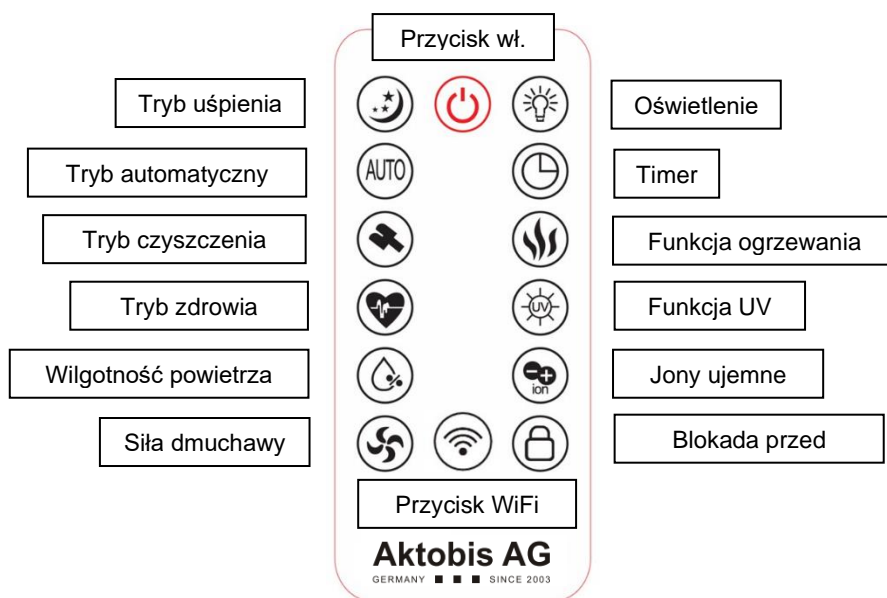 Przycisk wł.
Tryb uśpienia
Oświetlenie
Tryb automatyczny
AUTO
Timer
Tryb czyszczenia
Funkcja ogrzewania
Tryb zdrowia
UV
Funkcja UV
Wilgotność powietrza
%
ion
Jony ujemne
Siła dmuchawy
Blokada przed
Przycisk WiFi
Aktobis AG
GERMANY ■ ■ ■ SINCE 2003